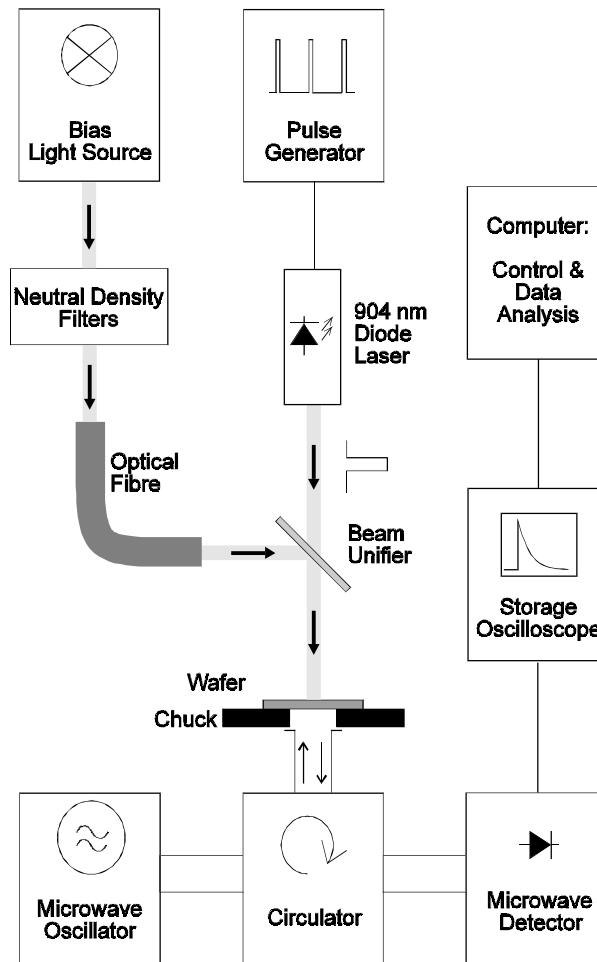 Bias
Light Source
Pulse
Generator
Computer:
Control &
Data
Analysis
Neutral Density
Filters
904 nm
Diode
Laser
Optical
Fibre
Beam
Unifier
Storage
Oscilloscope
Wafer
Chuck
Microwave
Oscillator
Circulator
Microwave
Detector